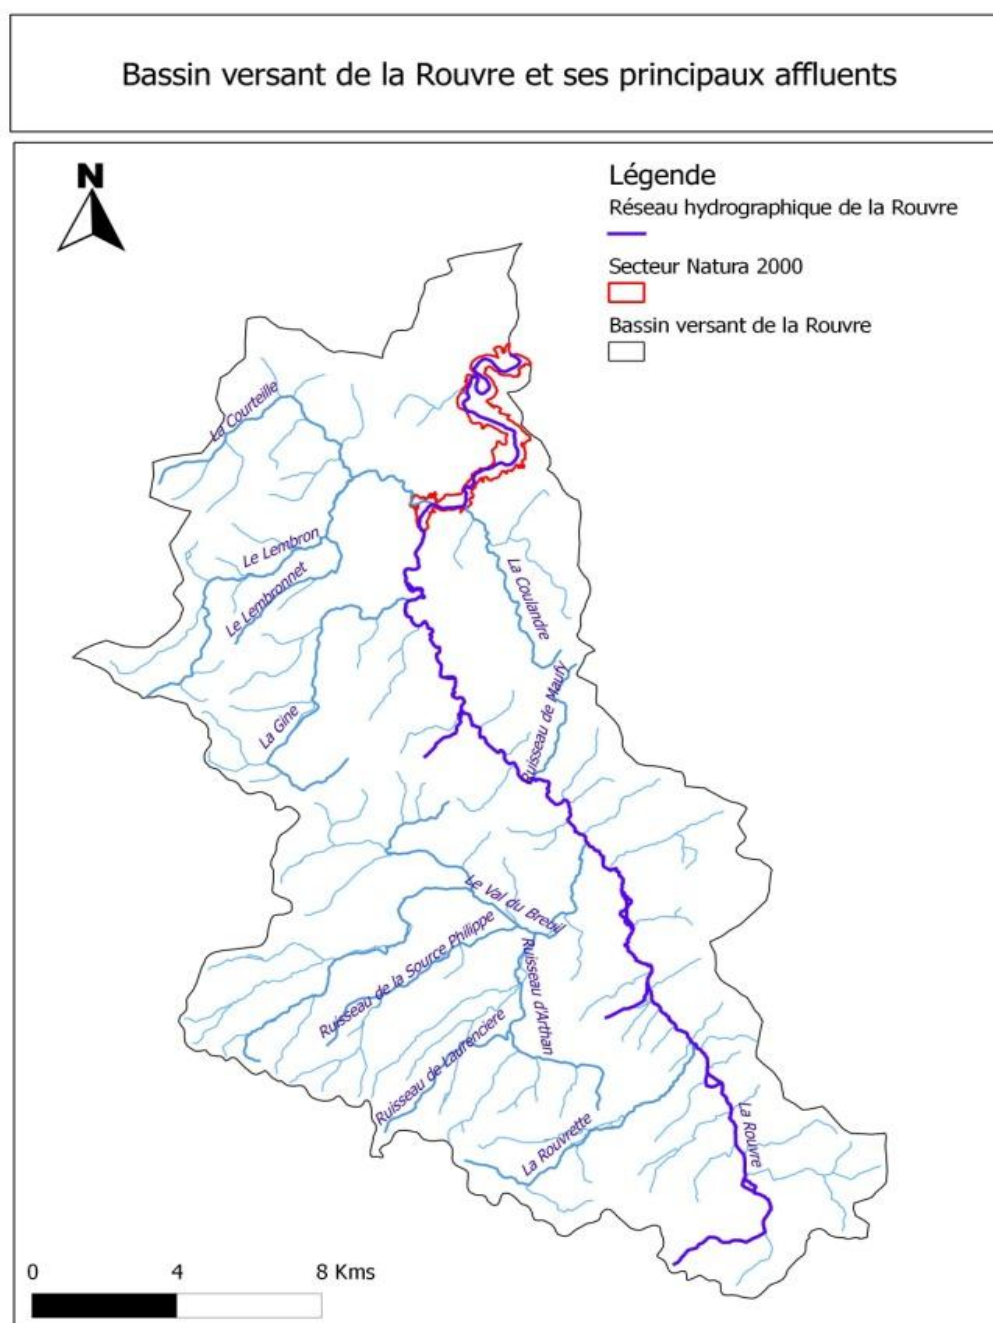 Bassin versant de la Rouvre et ses principaux affluents
N
Légende
Réseau hydrographique de la Rouvre
Secteur Natura 2000
Bassin versant de la Rouvre
La Courteille
Le Lembron
Le Lembronnet
La Coulandre
Ruisseau de Maufy
La Gine
Le Val du Brebil
Ruisseau de la Source Philippe
Ruisseau d'Arthan
Ruisseau de Laurenciere
La Rouvrette
La Rouvre
0 4 8 Kms